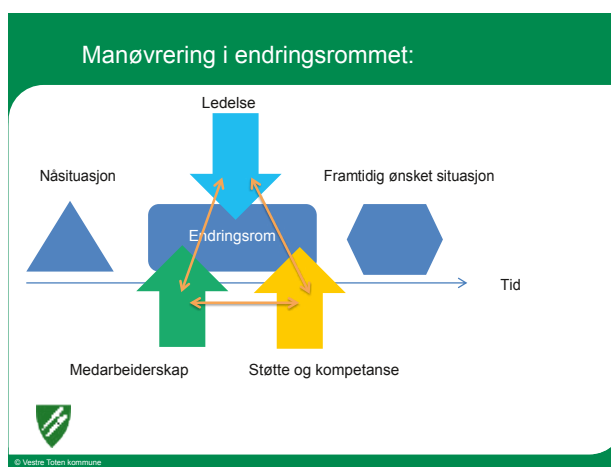 Manøvrering i endringsrommet:
Ledelse
Nåsituasjon
Framtidig ønsket situasjon
Endringsrom
Tid
Medarbeiderskap
Støtte og kompetanse
© Vestre Toten kommune